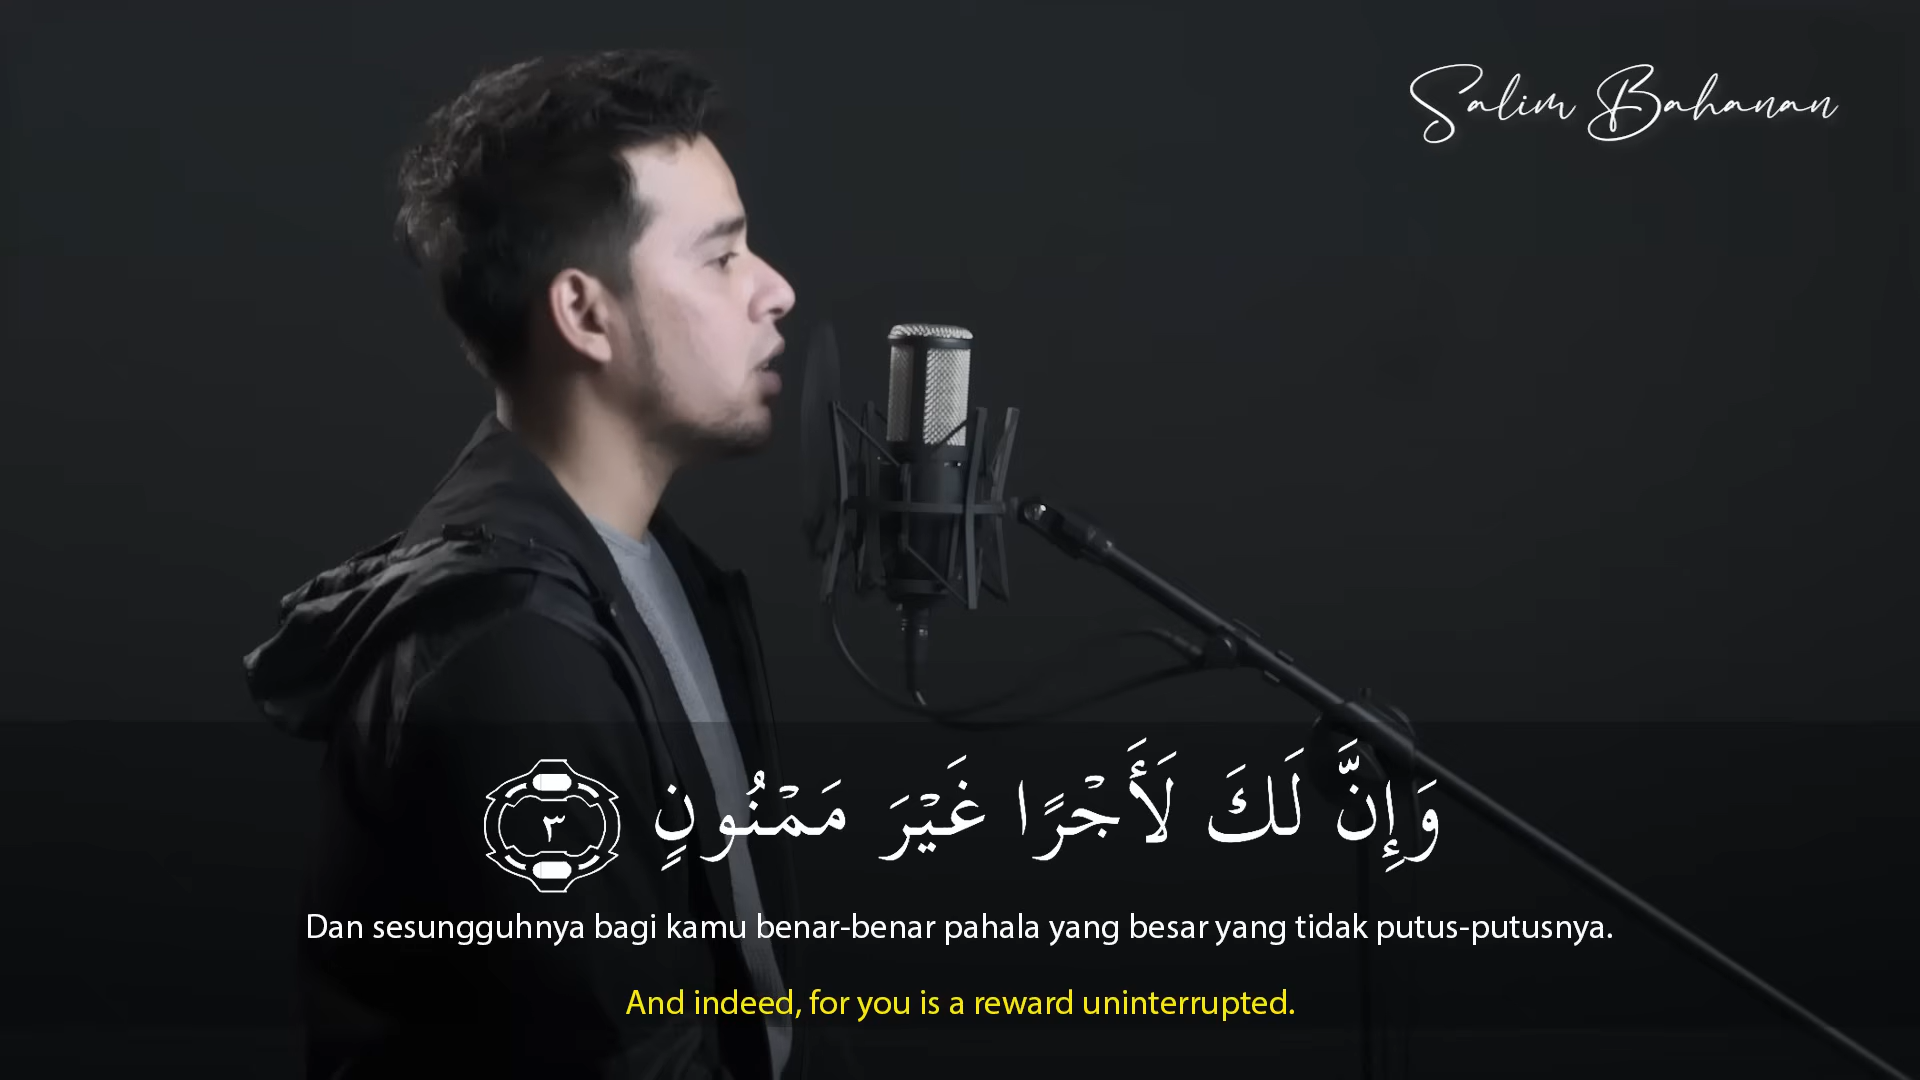 Salim Bahanan
وَإِنَّ لَكَ لَأَجْرًا غَيْرَ مَمْنُونٍ ٣
Dan sesungguhnya bagi kamu benar-benar pahala yang besar yang tidak putus-putusnya.
And indeed, for you is a reward uninterrupted.